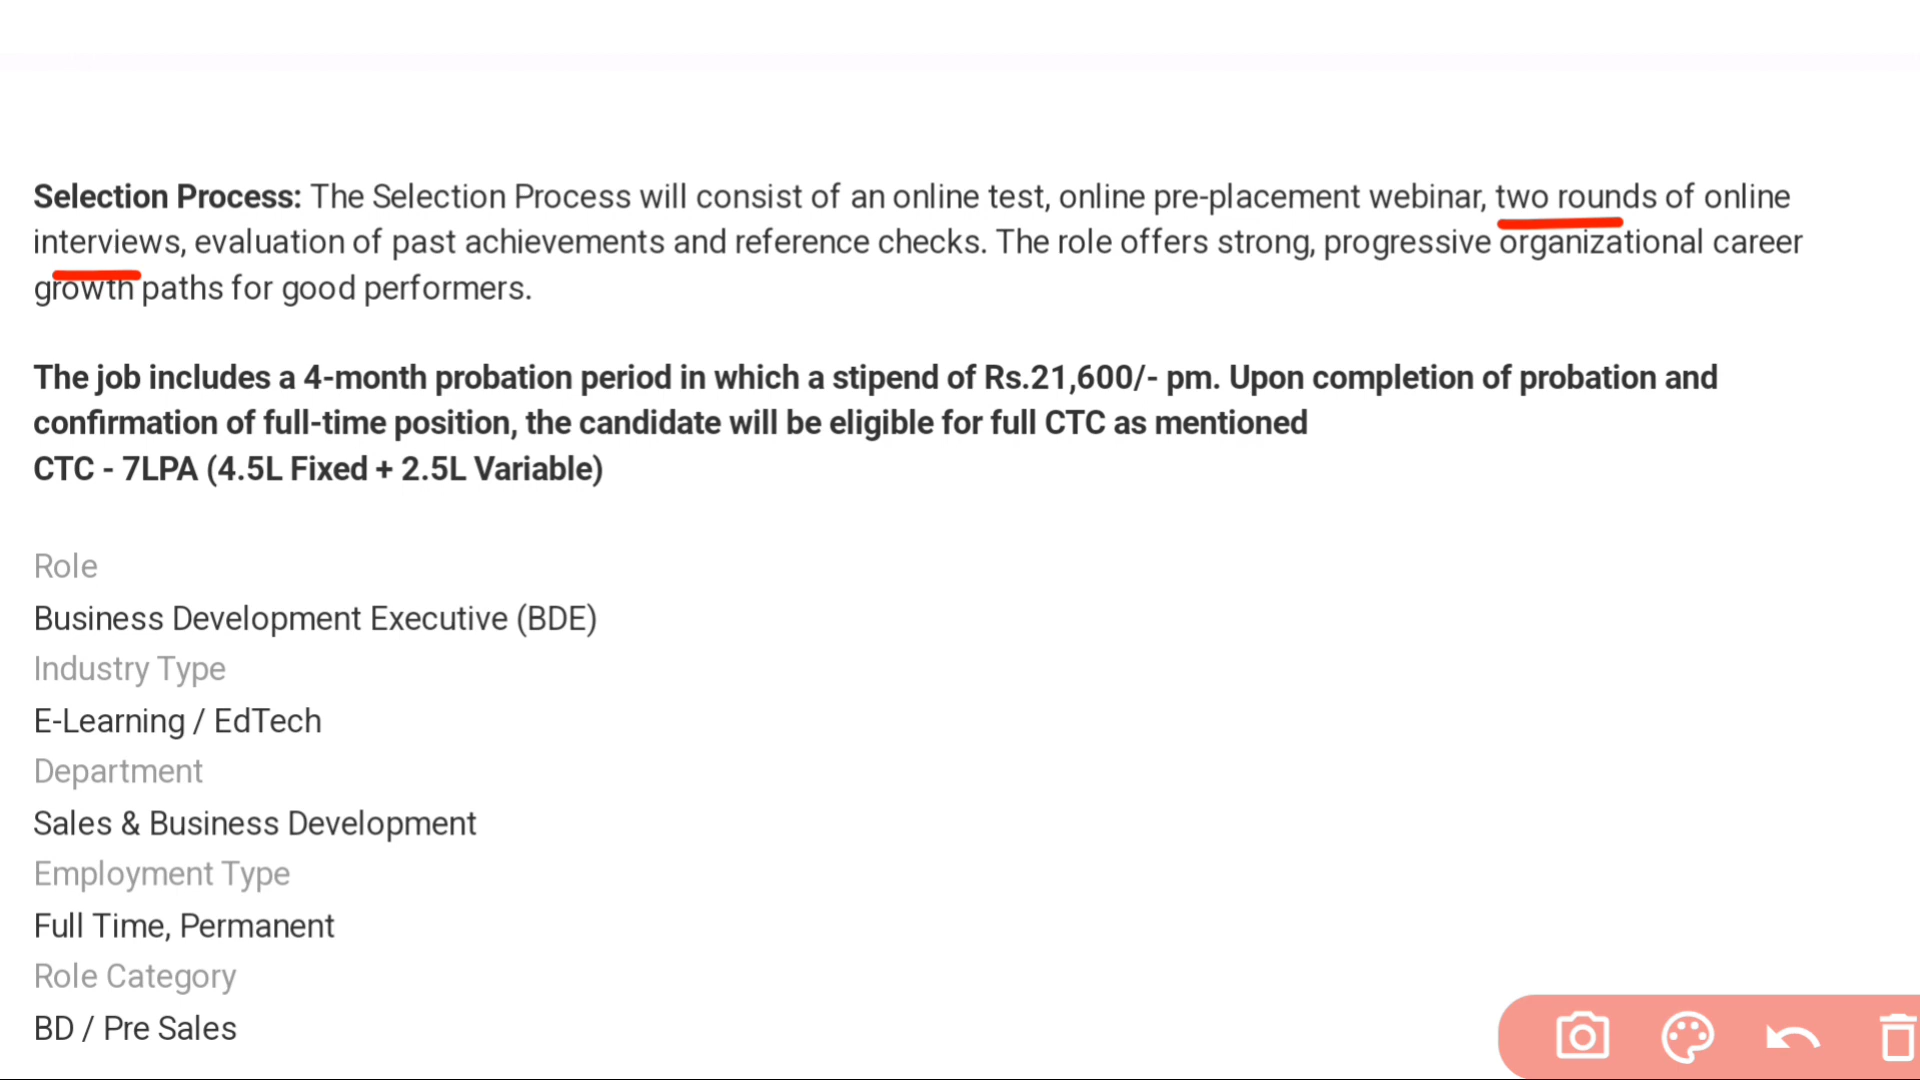 Selection Process: The Selection Process will consist of an online test, online pre-placement webinar, two rounds of online
interviews, evaluation of past achievements and reference checks. The role offers strong, progressive organizational career
growth paths for good performers.
The job includes a 4-month probation period in which a stipend of Rs.21,600/- pm. Upon completion of probation and
confirmation of full-time position, the candidate will be eligible for full CTC as mentioned
CTC - 7LPA (4.5L Fixed + 2.5L Variable)
Role
Business Development Executive (BDE)
Industry Type
E-Learning / EdTech
Department
Sales & Business Development
Employment Type
Full Time, Permanent
Role Category
BD / Pre Sales